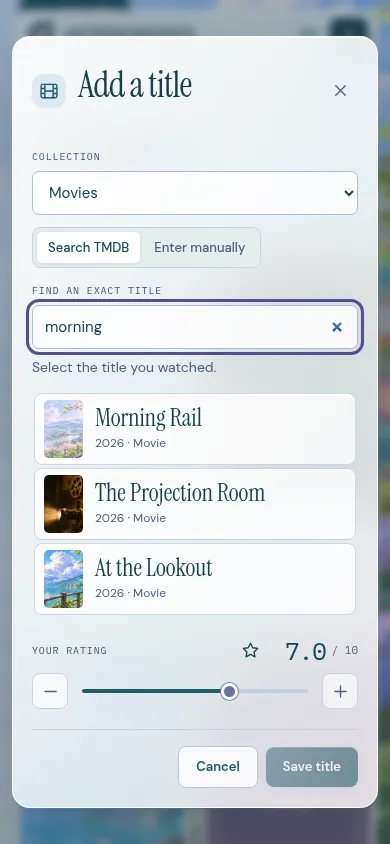 Add a title
COLLECTION
Movies
Search TMDB
Enter manually
FIND AN EXACT TITLE
morning
Select the title you watched.
Morning Rail
2026 · Movie
The Projection Room
2026 · Movie
At the Lookout
2026 · Movie
YOUR RATING
7.0 / 10
Cancel
Save title